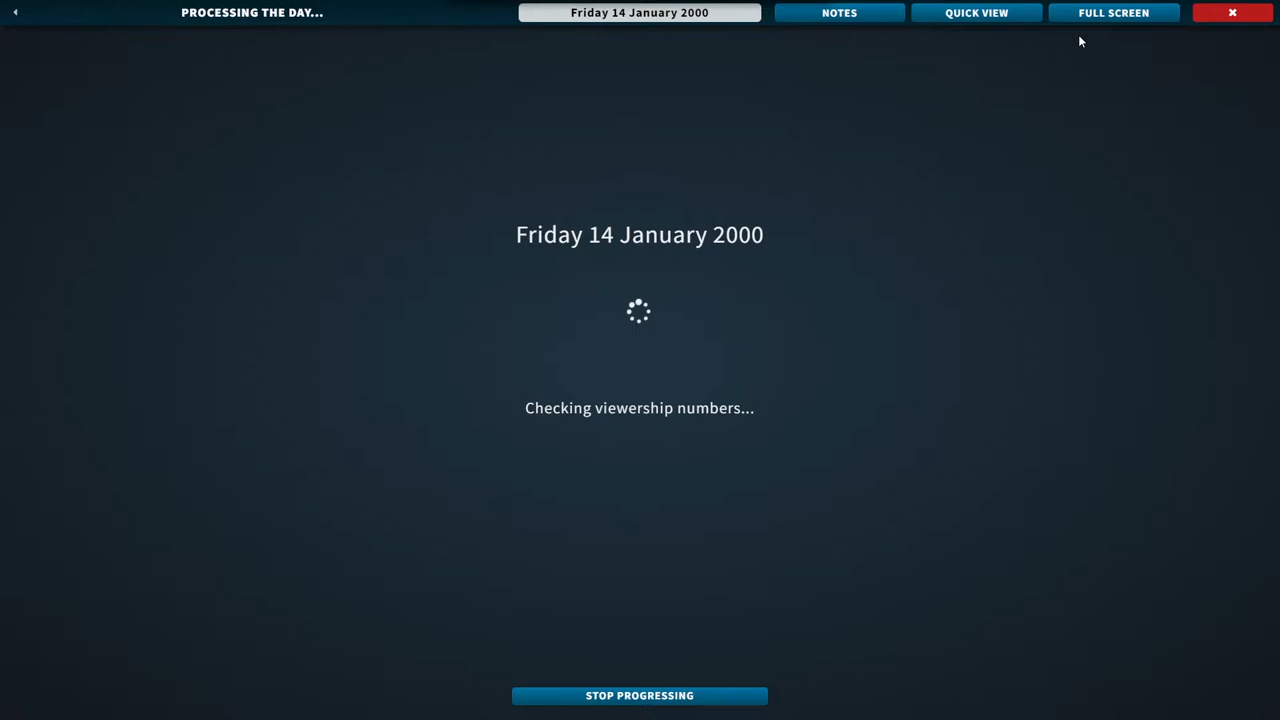 PROCESSING THE DAY...
Friday 14 January 2000
NOTES
QUICK VIEW
FULL SCREEN
Friday 14 January 2000
Checking viewership numbers...
STOP PROGRESSING